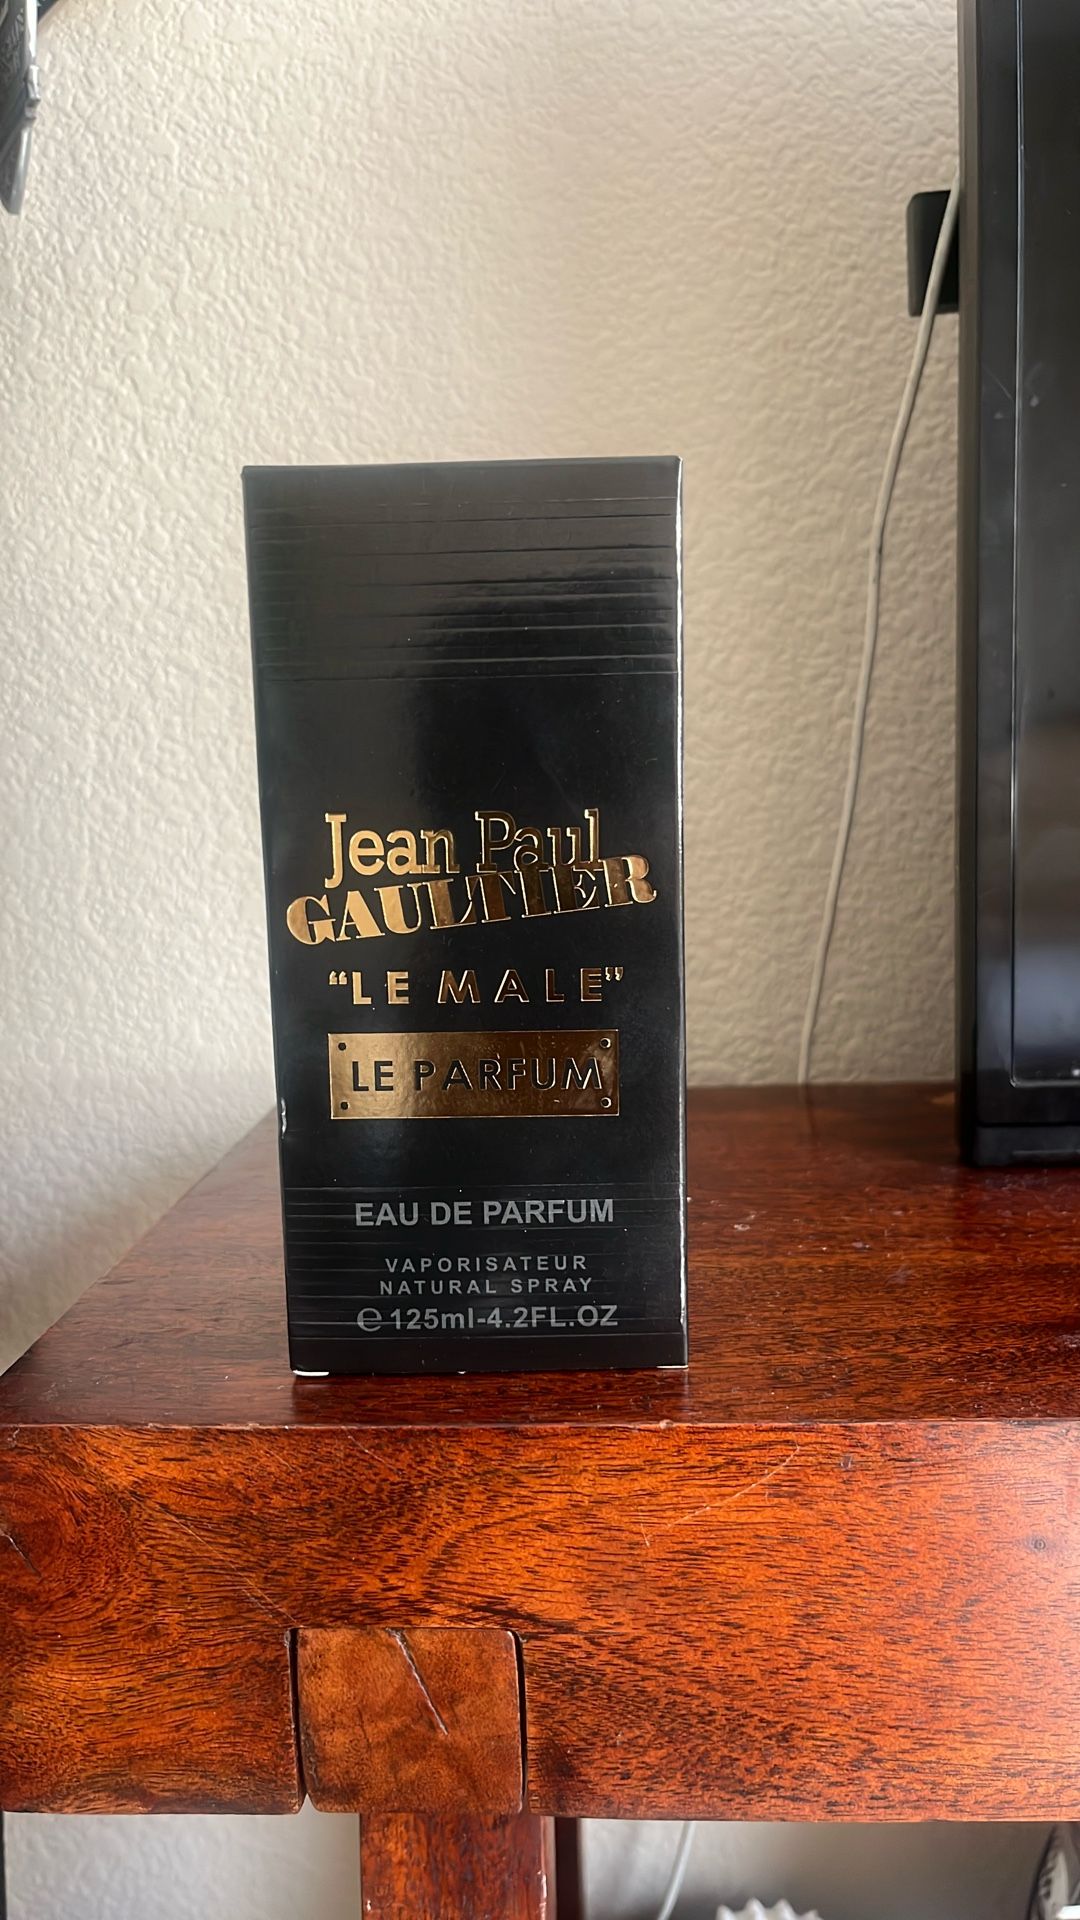 Jean Paul
GAULTIER
“LE MALE”
LE PARFUM
EAU DE PARFUM
VAPORISATEUR
NATURAL SPRAY
℮ 125ml-4.2FL.OZ